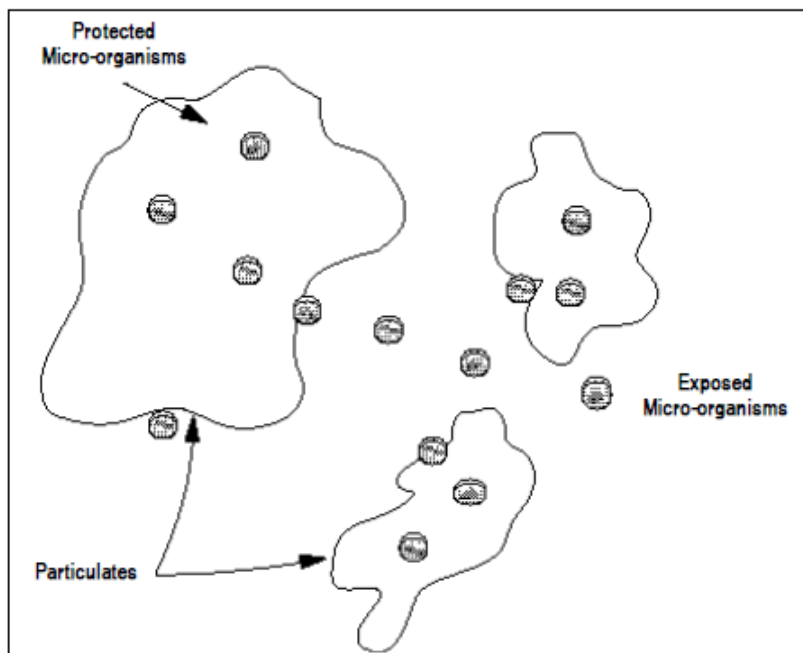 Protected
Micro-organisms
Exposed
Micro-organisms
Particulates